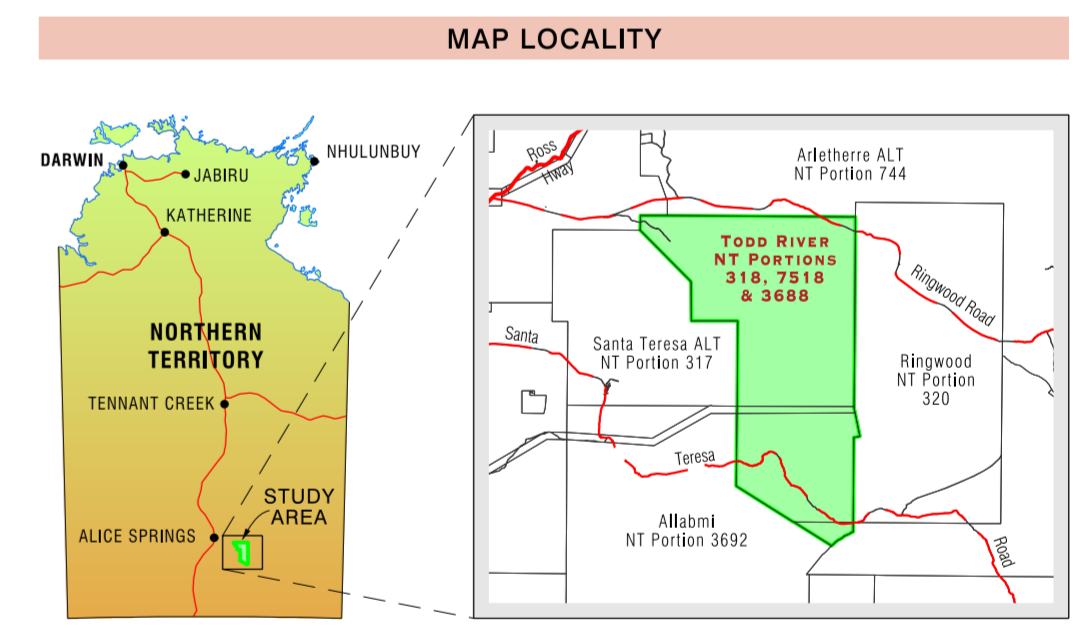 MAP LOCALITY
DARWIN
NHULUNBUY
JABIRU
KATHERINE
NORTHERN
TERRITORY
TENNANT CREEK
STUDY
AREA
ALICE SPRINGS
Ross
Hway
Arletherre ALT
NT Portion 744
TODD RIVER
NT PORTIONS
318, 7518
& 3688
Ringwood Road
Santa
Santa Teresa ALT
NT Portion 317
Ringwood
NT Portion
320
Teresa
Allabmi
NT Portion 3692
Road